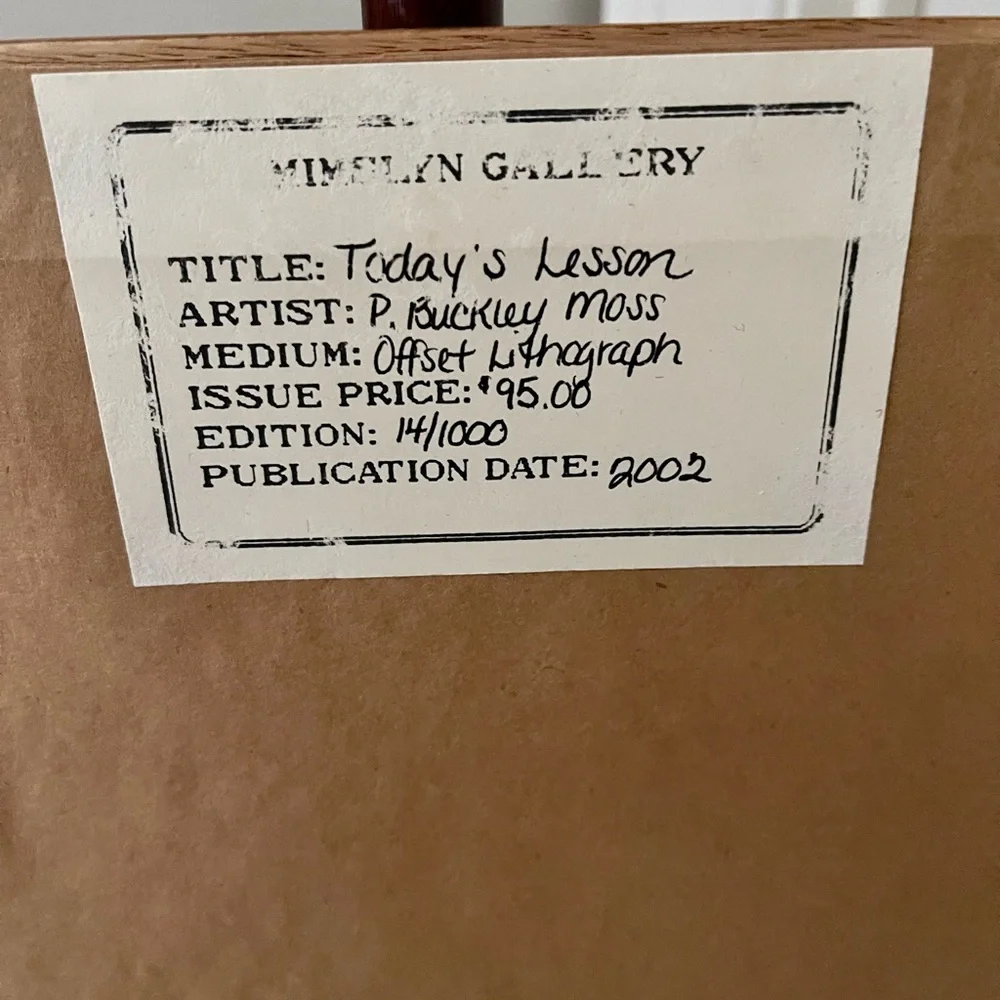 MIMSLYN GALLERY
TITLE: Today's Lesson
ARTIST: P. Buckley Moss
MEDIUM: Offset Lithograph
ISSUE PRICE: $95.00
EDITION: 14/1000
PUBLICATION DATE: 2002